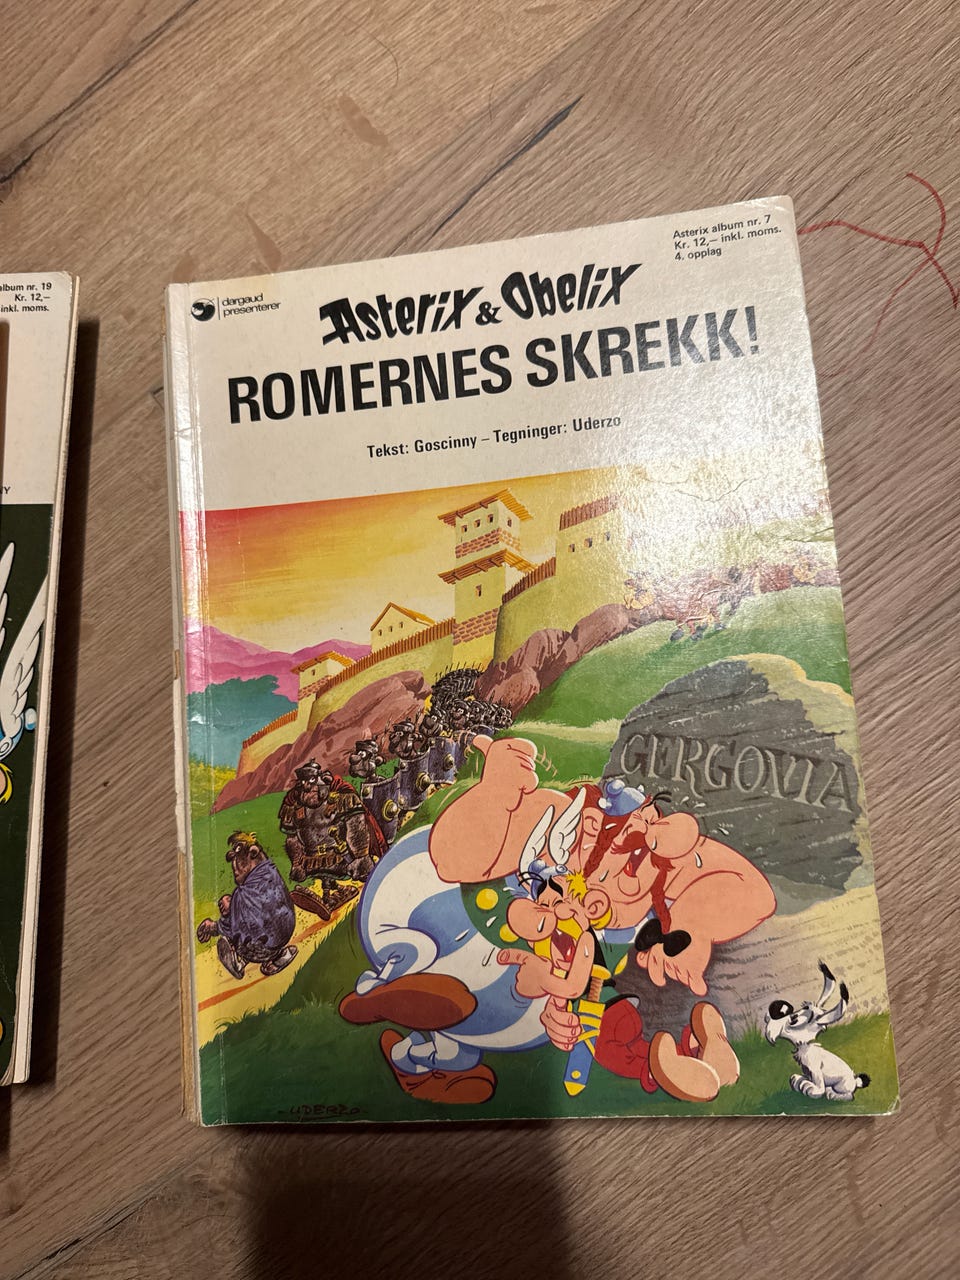 album nr. 19
Kr. 12,–
inkl. moms.
NY
dargaud
presenterer
Asterix album nr. 7
Kr. 12,– inkl. moms.
4. opplag
Asterix & Obelix
ROMERNES SKREKK!
Tekst: Goscinny – Tegninger: Uderzo
GERGOVIA
-UDERZO-